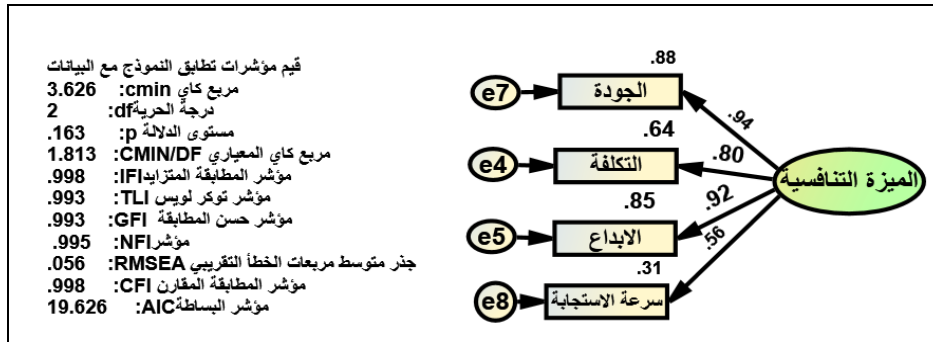 قيم مؤشرات تطابق النموذج مع البيانات
مربع كاي cmin: 3.626
درجة الحريةdf: 2
مستوى الدلالة p: .163
مربع كاي المعياري CMIN/DF: 1.813
مؤشر المطابقة المتزايدIFI: .998
مؤشر توكر لويس TLI: .993
مؤشر حسن المطابقة GFI: .993
مؤشرNFI: .995
جذر متوسط مربعات الخطأ التقريبي RMSEA: .056
مؤشر المطابقة المقارن CFI: .998
مؤشر البساطةAIC: 19.626
.88
e7
الجودة
.94
.64
e4
التكلفة
.80
الميزة التنافسية
.85
e5
الابداع
.92
.56
.31
e8
سرعة الاستجابة